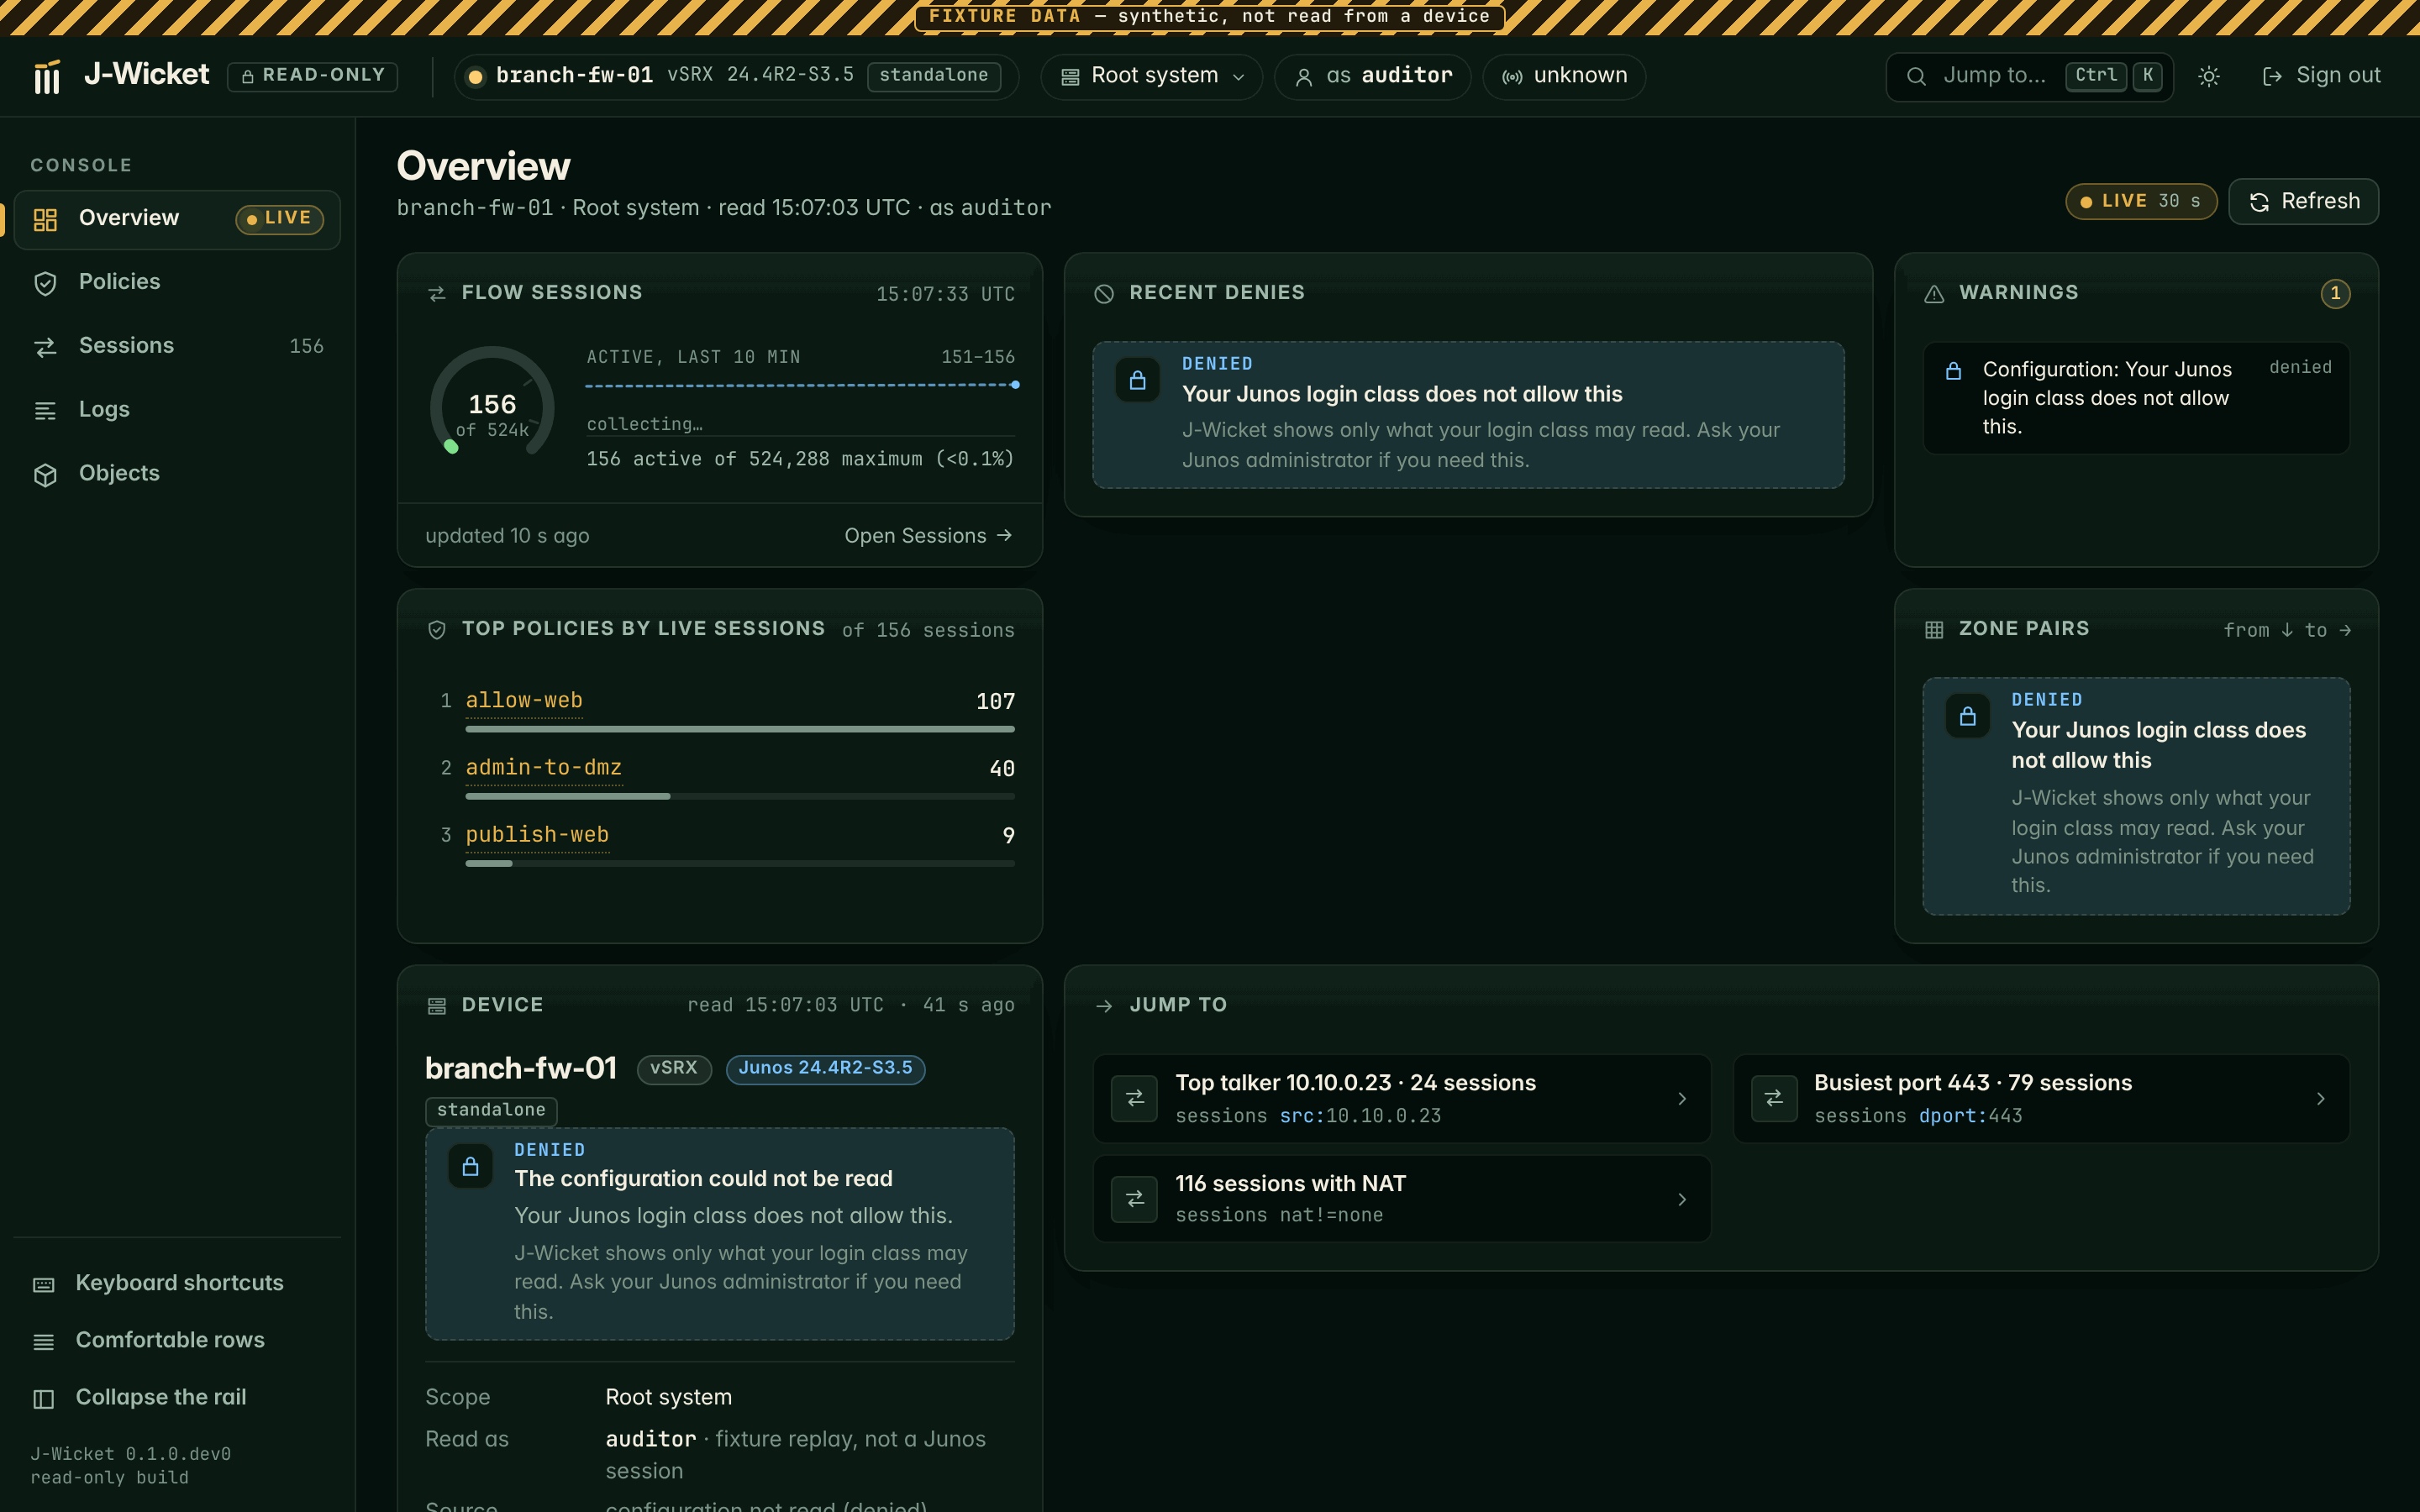 FIXTURE DATA — synthetic, not read from a device
J-Wicket READ-ONLY branch-fw-01 vSRX 24.4R2-S3.5 standalone Root system as auditor unknown Jump to... Ctrl K Sign out
CONSOLE
Overview LIVE
Policies
Sessions 156
Logs
Objects
Keyboard shortcuts
Comfortable rows
Collapse the rail
J-Wicket 0.1.0.dev0
read-only build
Overview
branch-fw-01 · Root system · read 15:07:03 UTC · as auditor
LIVE 30 s Refresh
FLOW SESSIONS 15:07:33 UTC
156
of 524k
ACTIVE, LAST 10 MIN 151–156
collecting…
156 active of 524,288 maximum (<0.1%)
updated 10 s ago Open Sessions →
RECENT DENIES
DENIED
Your Junos login class does not allow this
J-Wicket shows only what your login class may read. Ask your
Junos administrator if you need this.
WARNINGS 1
Configuration: Your Junos denied
login class does not allow
this.
TOP POLICIES BY LIVE SESSIONS of 156 sessions
1 allow-web 107
2 admin-to-dmz 40
3 publish-web 9
ZONE PAIRS from ↓ to →
DENIED
Your Junos login class does
not allow this
J-Wicket shows only what your
login class may read. Ask your
Junos administrator if you need
this.
DEVICE read 15:07:03 UTC · 41 s ago
branch-fw-01 vSRX Junos 24.4R2-S3.5
standalone
DENIED
The configuration could not be read
Your Junos login class does not allow this.
J-Wicket shows only what your login class may
read. Ask your Junos administrator if you need
this.
Scope Root system
Read as auditor · fixture replay, not a Junos
session
Source configuration not read (denied)
JUMP TO
Top talker 10.10.0.23 · 24 sessions
sessions src:10.10.0.23
Busiest port 443 · 79 sessions
sessions dport:443
116 sessions with NAT
sessions nat!=none